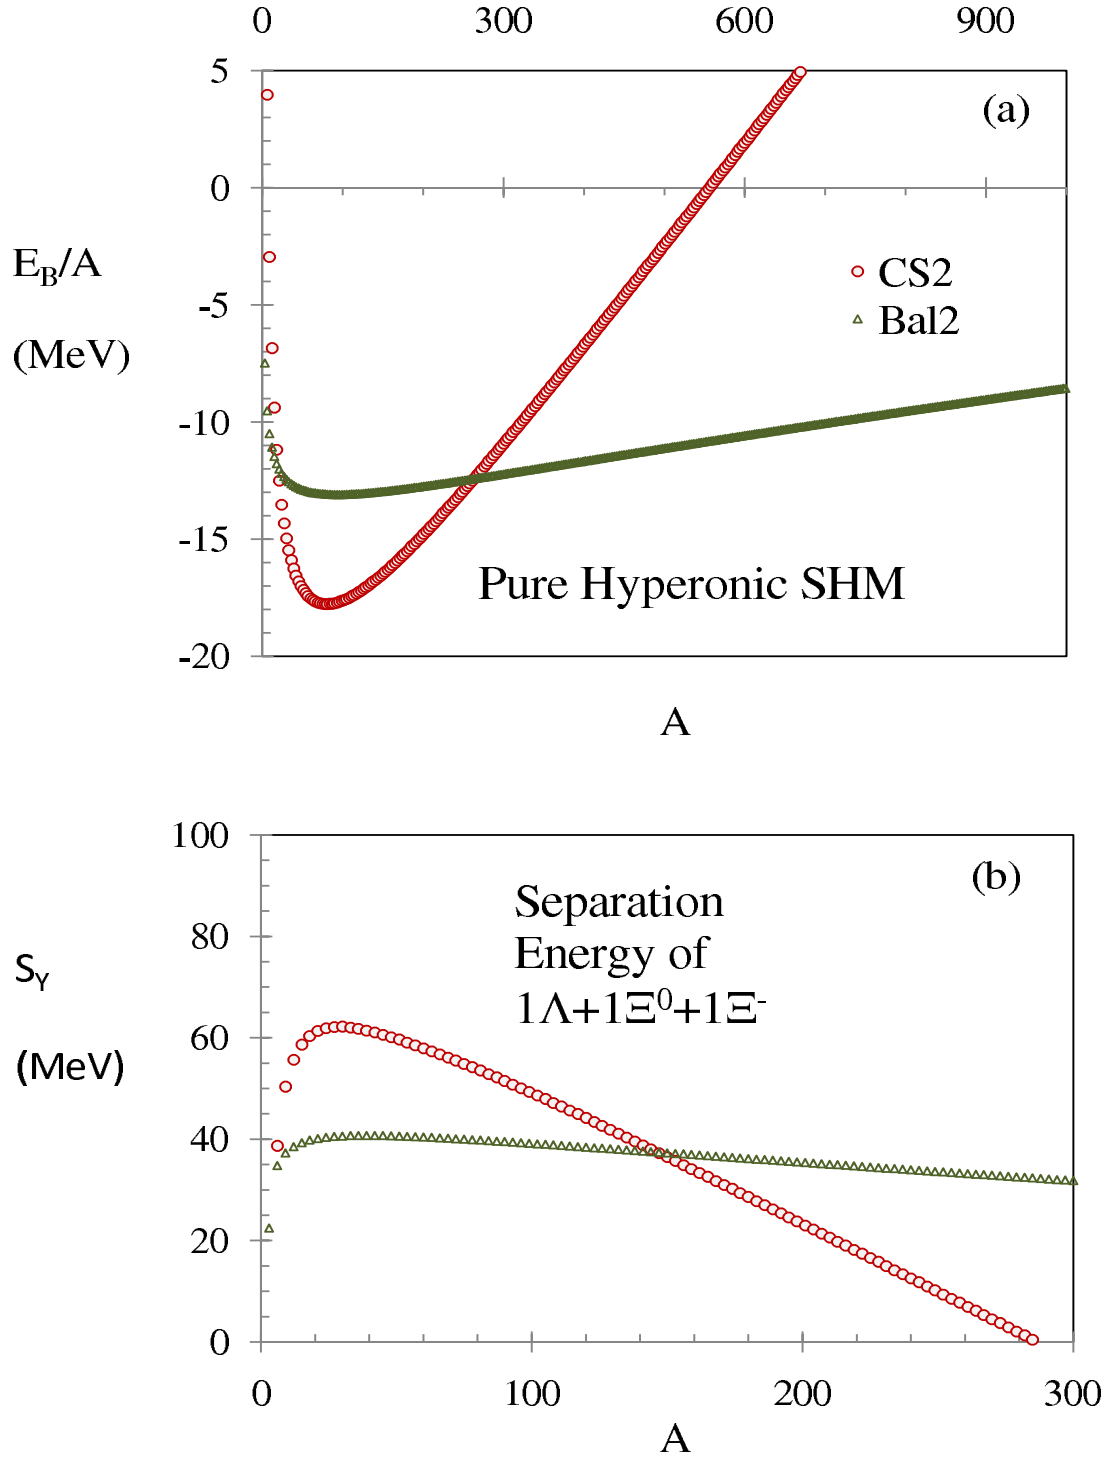 0 300 600 900
5
(a)
0
E_B/A
CS2
-5
Bal2
(MeV)
-10
-15
Pure Hyperonic SHM
-20
A
100
(b)
Separation
80
Energy of
S_Y
1Λ+1Ξ⁰+1Ξ⁻
60
(MeV)
40
20
0
0 100 200 300
A